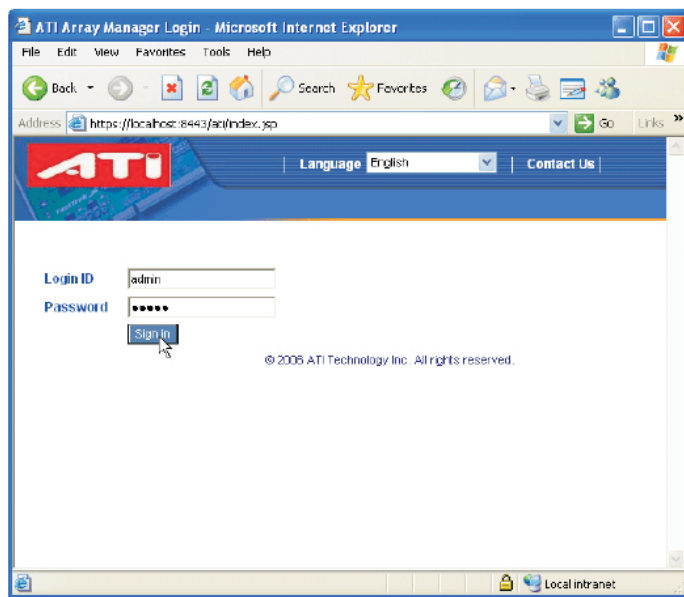 ATI Array Manager Login - Microsoft Internet Explorer
File Edit View Favorites Tools Help
Back Search Favorites
Address https://localhost:8443/ati/index.jsp Go Links »
ATI Language English Contact Us
Login ID admin
Password •••••
Sign in
© 2006 ATI Technology Inc. All rights reserved.
Local intranet